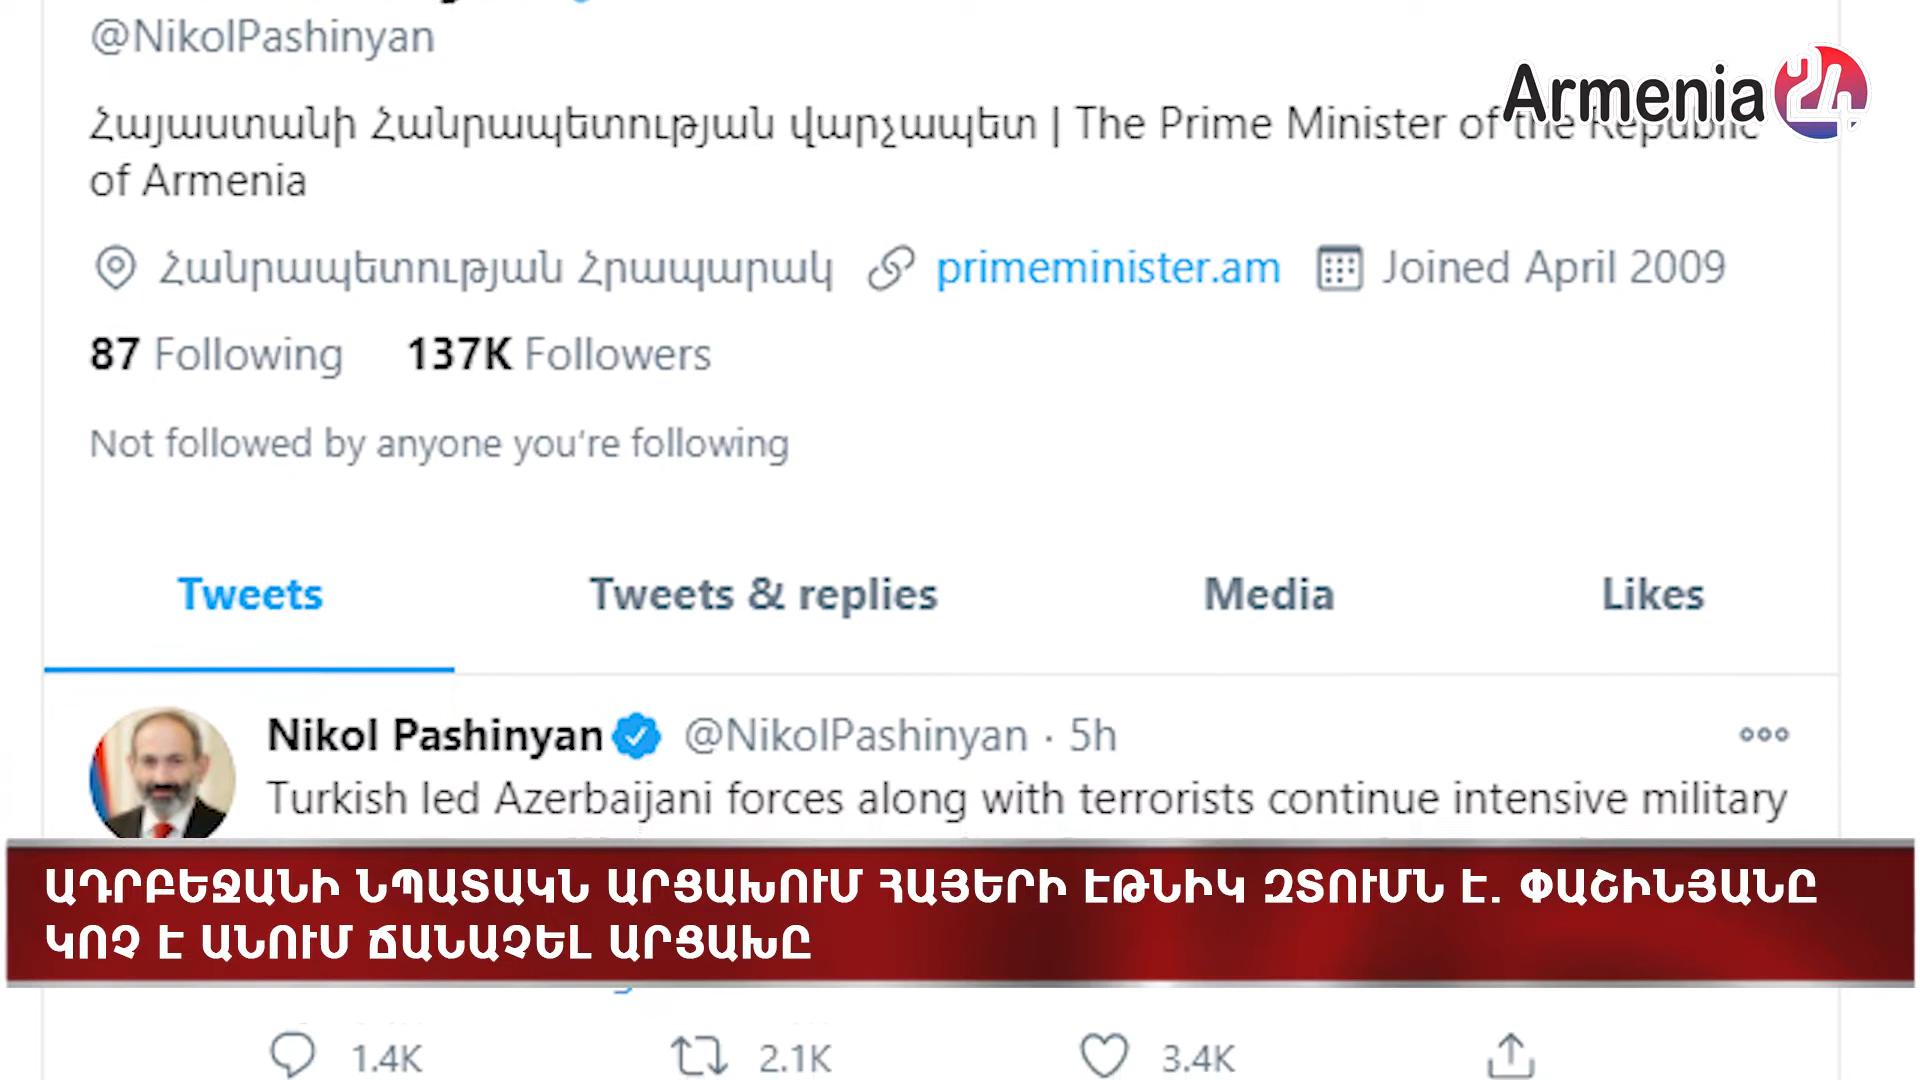 @NikolPashinyan
Armenia 24
Հայաստանի Հանրապետության վարչապետ | The Prime Minister of the Republic
of Armenia
Հանրապետության Հրապարակ primeminister.am Joined April 2009
87 Following 137K Followers
Not followed by anyone you're following
Tweets Tweets & replies Media Likes
Nikol Pashinyan @NikolPashinyan · 5h
Turkish led Azerbaijani forces along with terrorists continue intensive military
ԱԴՐԲԵՋԱՆԻ ՆՊԱՏԱԿՆ ԱՐՑԱԽՈՒՄ ՀԱՅԵՐԻ ԷԹՆԻԿ ԶՏՈՒՄՆ Է. ՓԱՇԻՆՅԱՆԸ
ԿՈՉ Է ԱՆՈՒՄ ՃԱՆԱՉԵԼ ԱՐՑԱԽԸ
1.4K 2.1K 3.4K